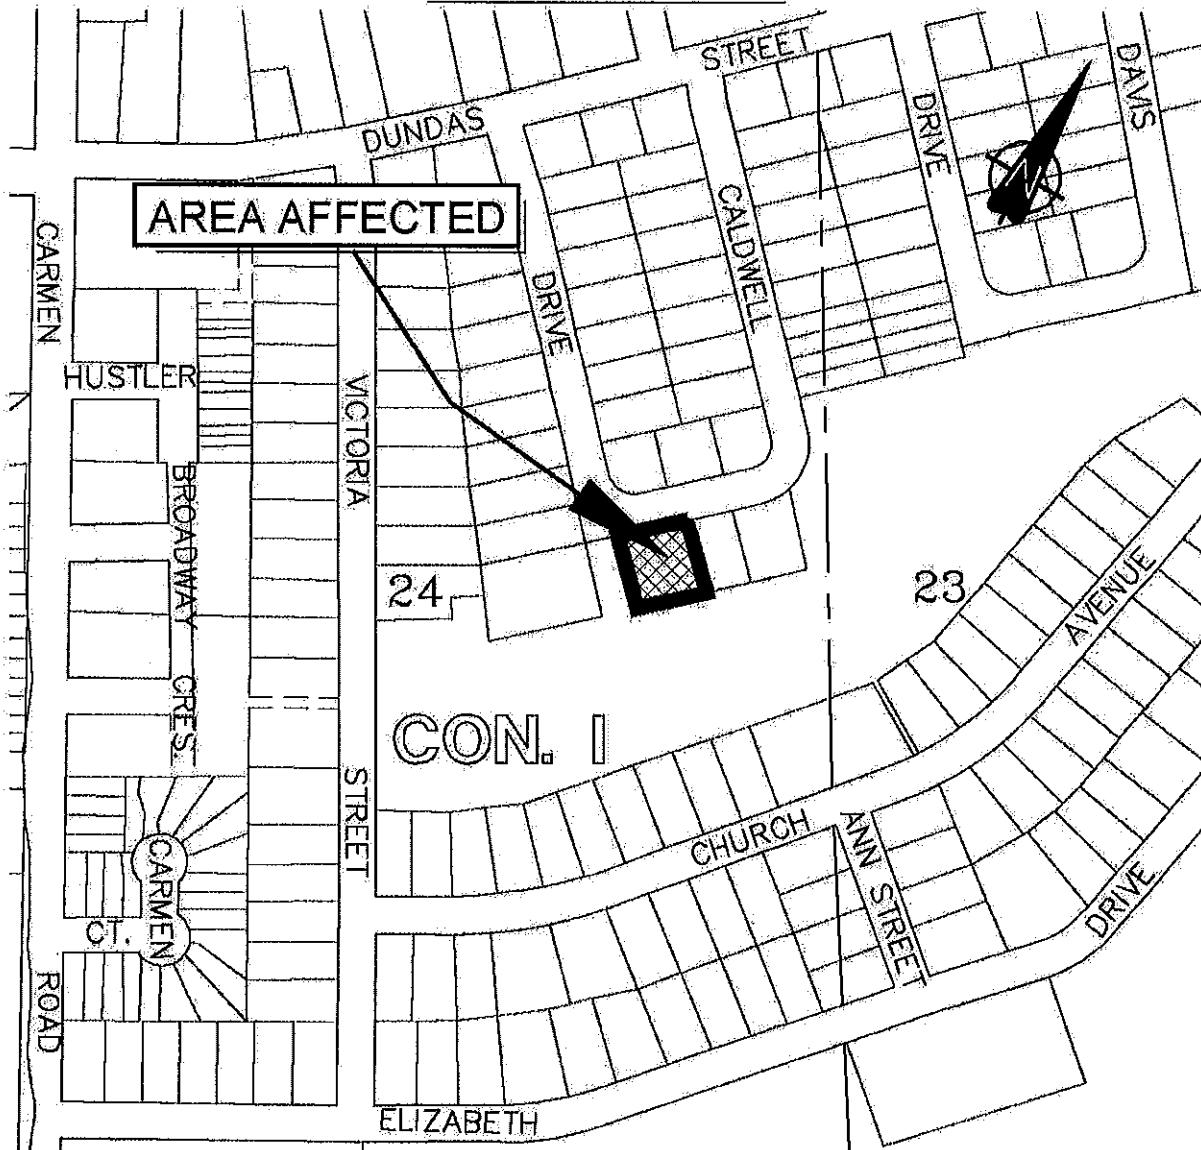 STREET
DAVIS
DUNDAS
DRIVE
N
AREA AFFECTED
CALDWELL
CARMEN
DRIVE
HUSTLER
VICTORIA
BROADWAY CRES.
24
23
AVENUE
CON. I
STREET
CHURCH
ANN STREET
CARMEN
CT.
DRIVE
ROAD
ELIZABETH